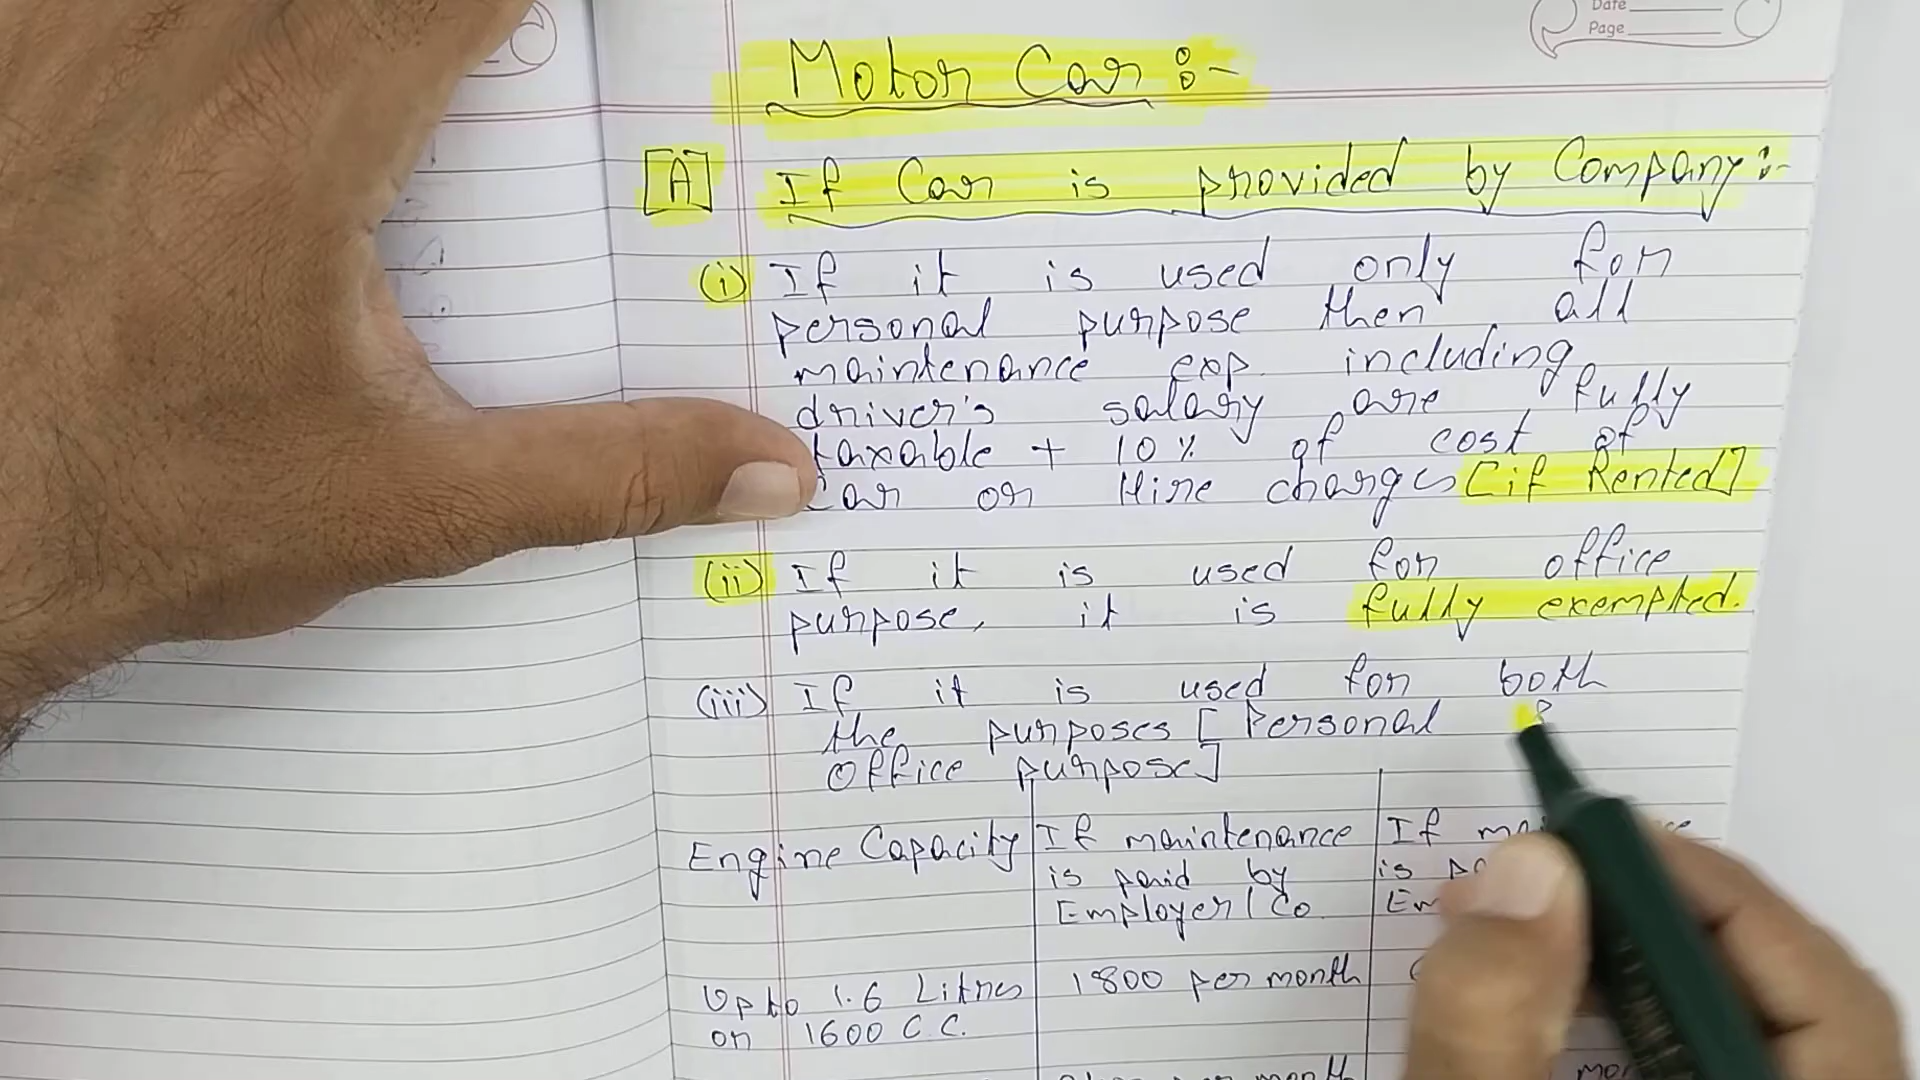 Date
Page
Motor Car :-
[A] If Car is provided by Company :-
(i) If it is used only for
personal purpose then all
maintenance exp. including
driver's salary are fully
taxable + 10% of cost of
Car or Hire charges [if Rented]
(ii) If it is used for office
purpose, it is fully exempted.
(iii) If it is used for both
the purposes [Personal
Office purpose]
Engine Capacity
If maintenance
is paid by
Employer/Co.
If
is
Upto 1.6 Litres
or 1600 C.C.
1800 per month
per month